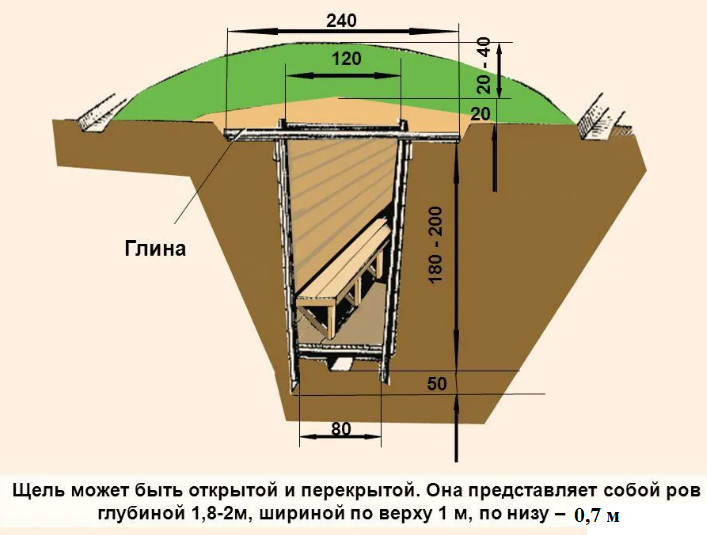 240
120
20 - 40
20
Глина
180 - 200
50
80
Щель может быть открытой и перекрытой. Она представляет собой ров
глубиной 1,8-2м, шириной по верху 1 м, по низу – 0,7 м